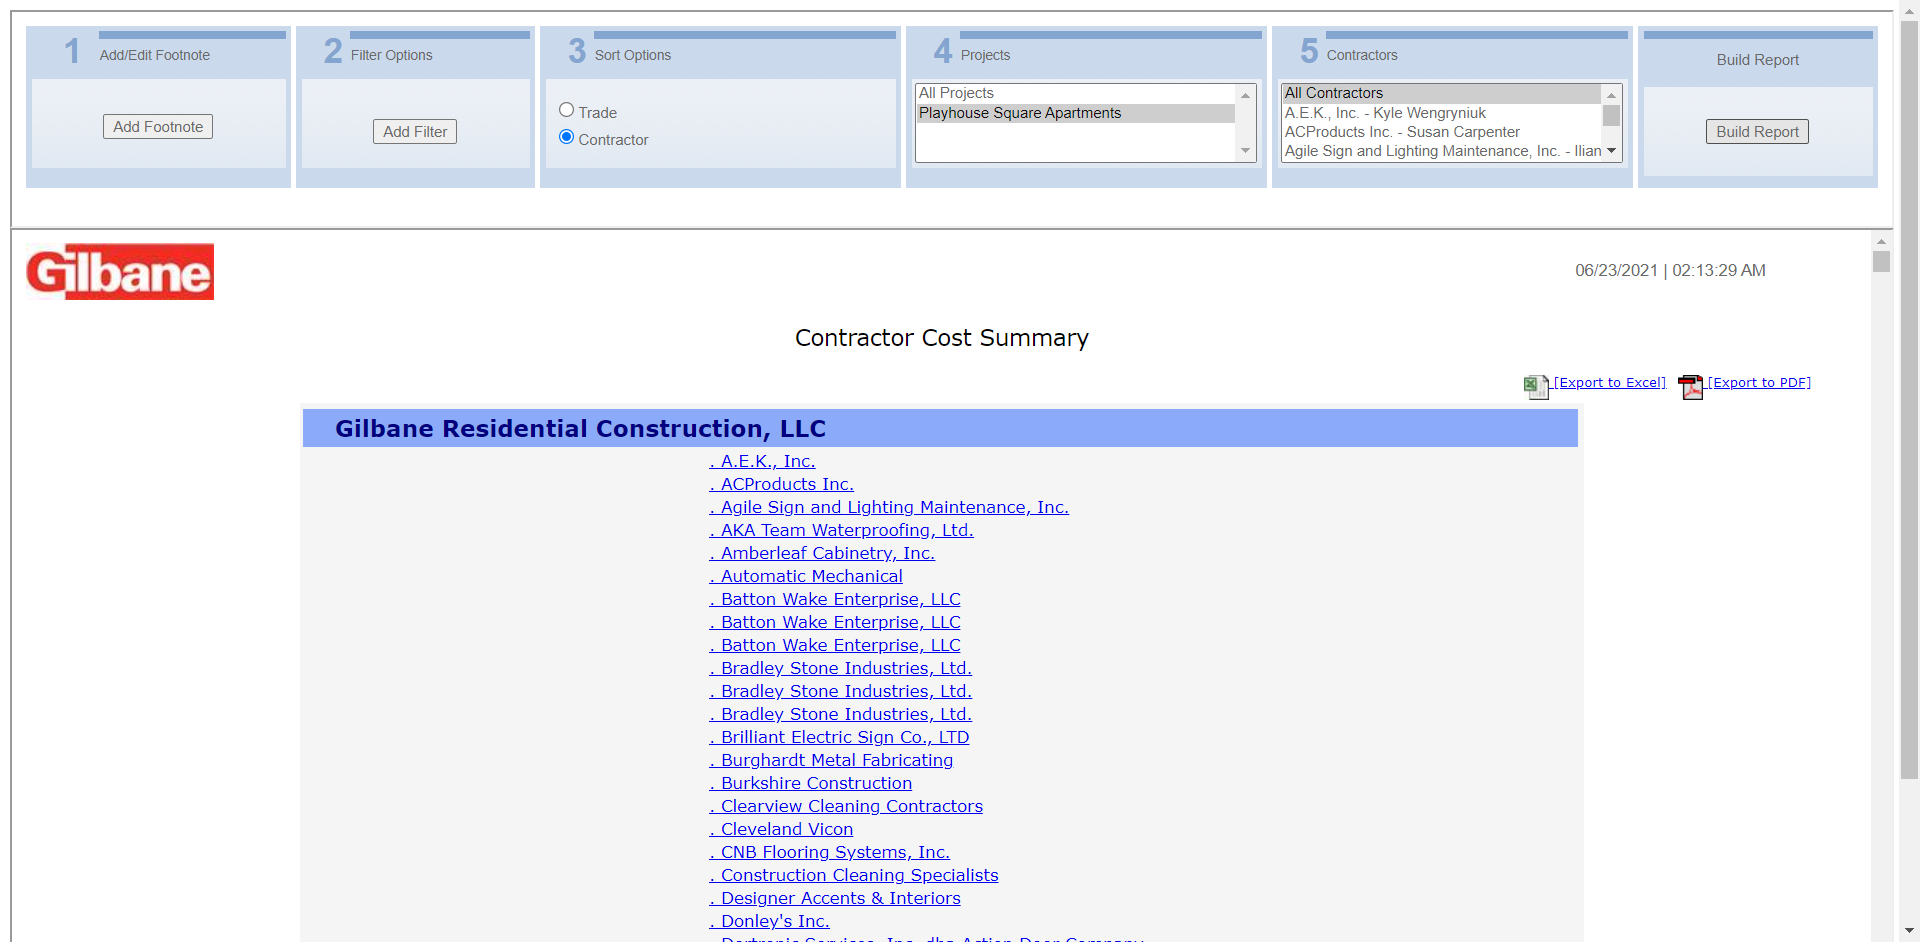 1 Add/Edit Footnote
Add Footnote
2 Filter Options
Add Filter
3 Sort Options
Trade
Contractor
4 Projects
All Projects
Playhouse Square Apartments
5 Contractors
All Contractors
A.E.K., Inc. - Kyle Wengryniuk
ACProducts Inc. - Susan Carpenter
Agile Sign and Lighting Maintenance, Inc. - Ilian
Build Report
Build Report
Gilbane
06/23/2021 | 02:13:29 AM
Contractor Cost Summary
[Export to Excel] [Export to PDF]
Gilbane Residential Construction, LLC
. A.E.K., Inc.
. ACProducts Inc.
. Agile Sign and Lighting Maintenance, Inc.
. AKA Team Waterproofing, Ltd.
. Amberleaf Cabinetry, Inc.
. Automatic Mechanical
. Batton Wake Enterprise, LLC
. Batton Wake Enterprise, LLC
. Batton Wake Enterprise, LLC
. Bradley Stone Industries, Ltd.
. Bradley Stone Industries, Ltd.
. Bradley Stone Industries, Ltd.
. Brilliant Electric Sign Co., LTD
. Burghardt Metal Fabricating
. Burkshire Construction
. Clearview Cleaning Contractors
. Cleveland Vicon
. CNB Flooring Systems, Inc.
. Construction Cleaning Specialists
. Designer Accents & Interiors
. Donley's Inc.
. Dortronic Services, Inc. dba Action Door Company